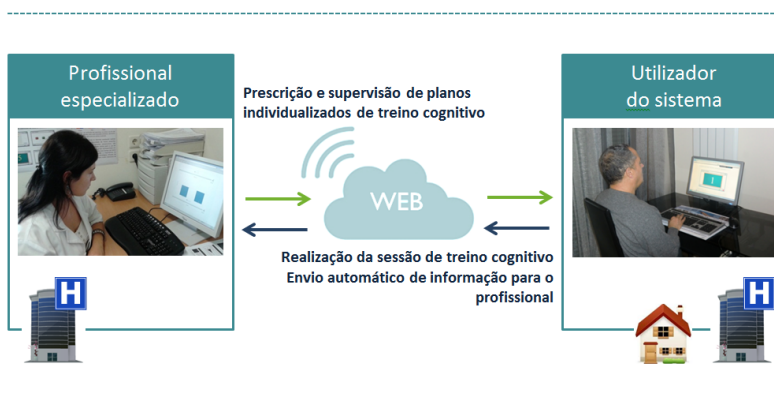 Profissional
especializado
Prescrição e supervisão de planos
individualizados de treino cognitivo
Utilizador
do sistema
WEB
Realização da sessão de treino cognitivo
Envio automático de informação para o
profissional
H
H